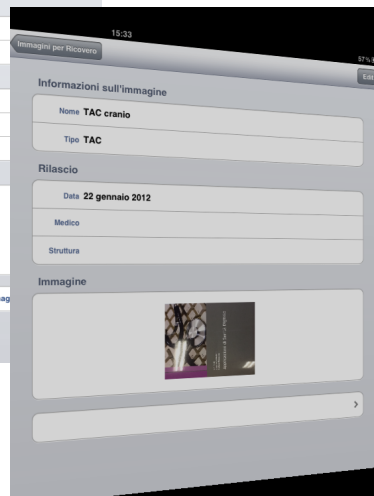 15:33
57%
Immagini per Ricovero
Edit
Informazioni sull'immagine
Nome TAC cranio
Tipo TAC
Rilascio
Data 22 gennaio 2012
Medico
Struttura
Immagine